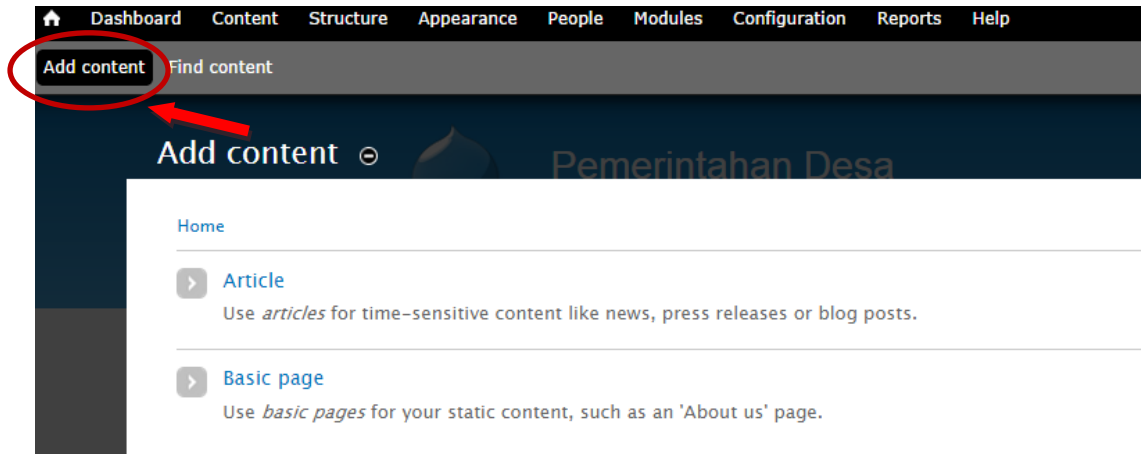 Dashboard Content Structure Appearance People Modules Configuration Reports Help
Add content Find content
Add content
Pemerintahan Desa
Home
Article
Use articles for time-sensitive content like news, press releases or blog posts.
Basic page
Use basic pages for your static content, such as an 'About us' page.